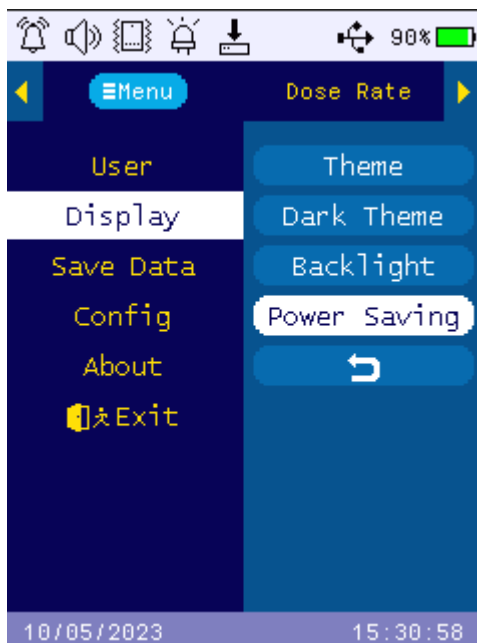 90%
Menu
Dose Rate
User
Theme
Display
Dark Theme
Save Data
Backlight
Config
Power Saving
About
Exit
10/05/2023
15:30:58